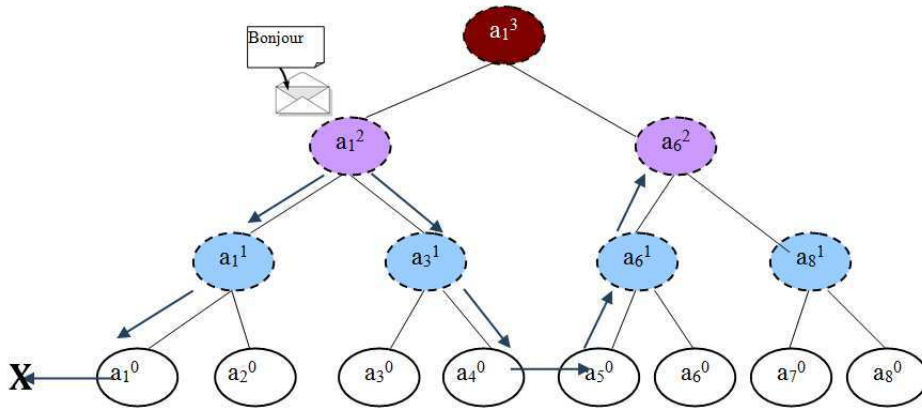 Bonjour
a₁³
a₁² a₆²
a₁¹ a₃¹ a₆¹ a₈¹
X a₁⁰ a₂⁰ a₃⁰ a₄⁰ a₅⁰ a₆⁰ a₇⁰ a₈⁰